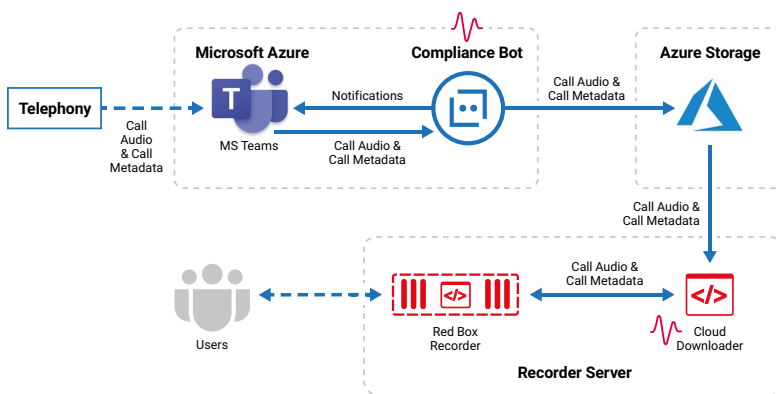 Microsoft Azure
Compliance Bot
Azure Storage
Telephony
T
Notifications
Call Audio &
Call Metadata
Call
Audio
& Call
Metadata
MS Teams
Call Audio &
Call Metadata
Call Audio &
Call Metadata
Call Audio &
Call Metadata
</>
</>
Users
Red Box
Recorder
Cloud
Downloader
Recorder Server